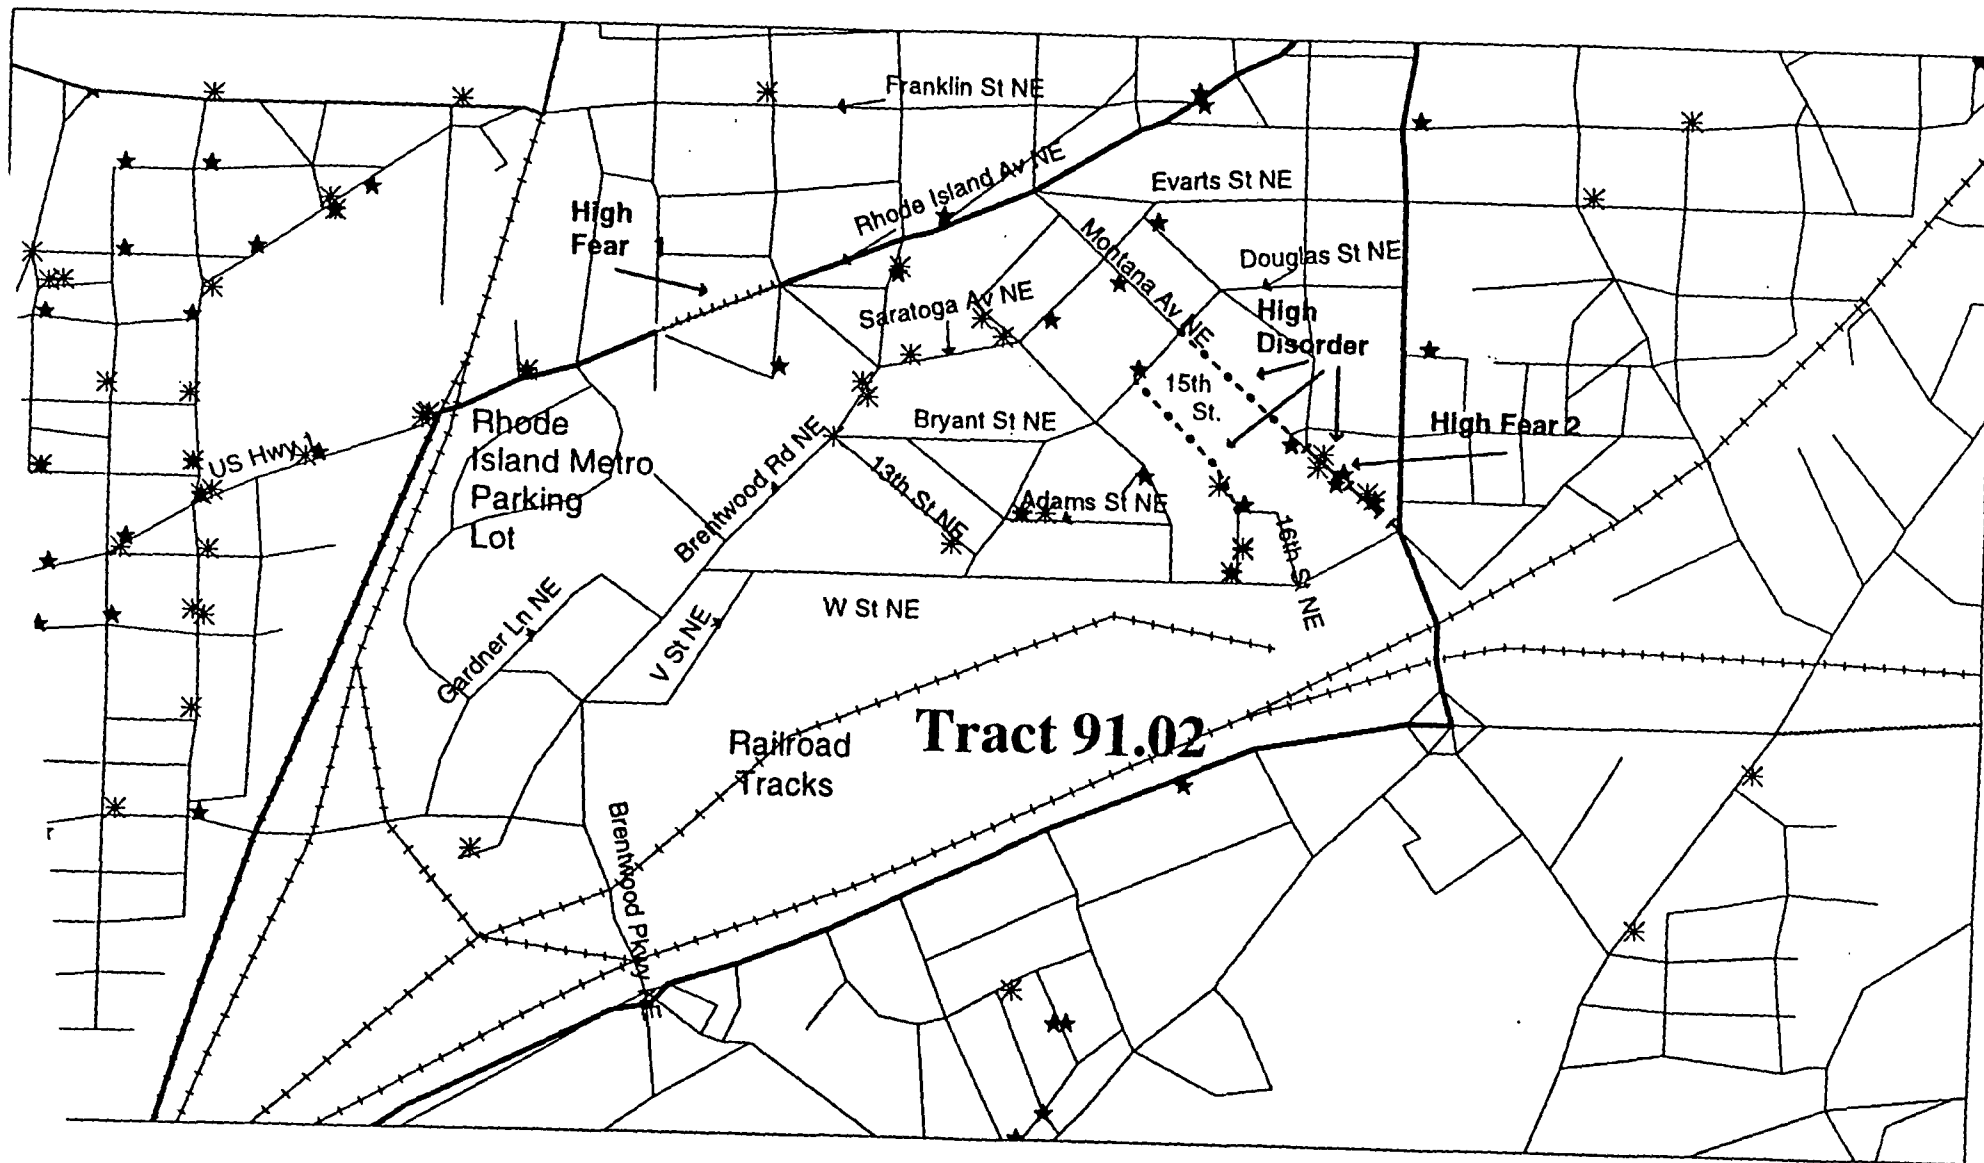 Franklin St NE
Rhode Island Av NE
Evarts St NE
High
Fear 1
Montana Av NE
Douglas St NE
Saratoga Av NE
High
Disorder
15th
St.
High Fear 2
Rhode
Island Metro
Parking
Lot
US Hwy 1
Bryant St NE
Brentwood Rd NE
13th St NE
Adams St NE
16th St NE
W St NE
Gardner Ln NE
V St NE
Tract 91.02
Railroad
Tracks
Brentwood Pkwy NE